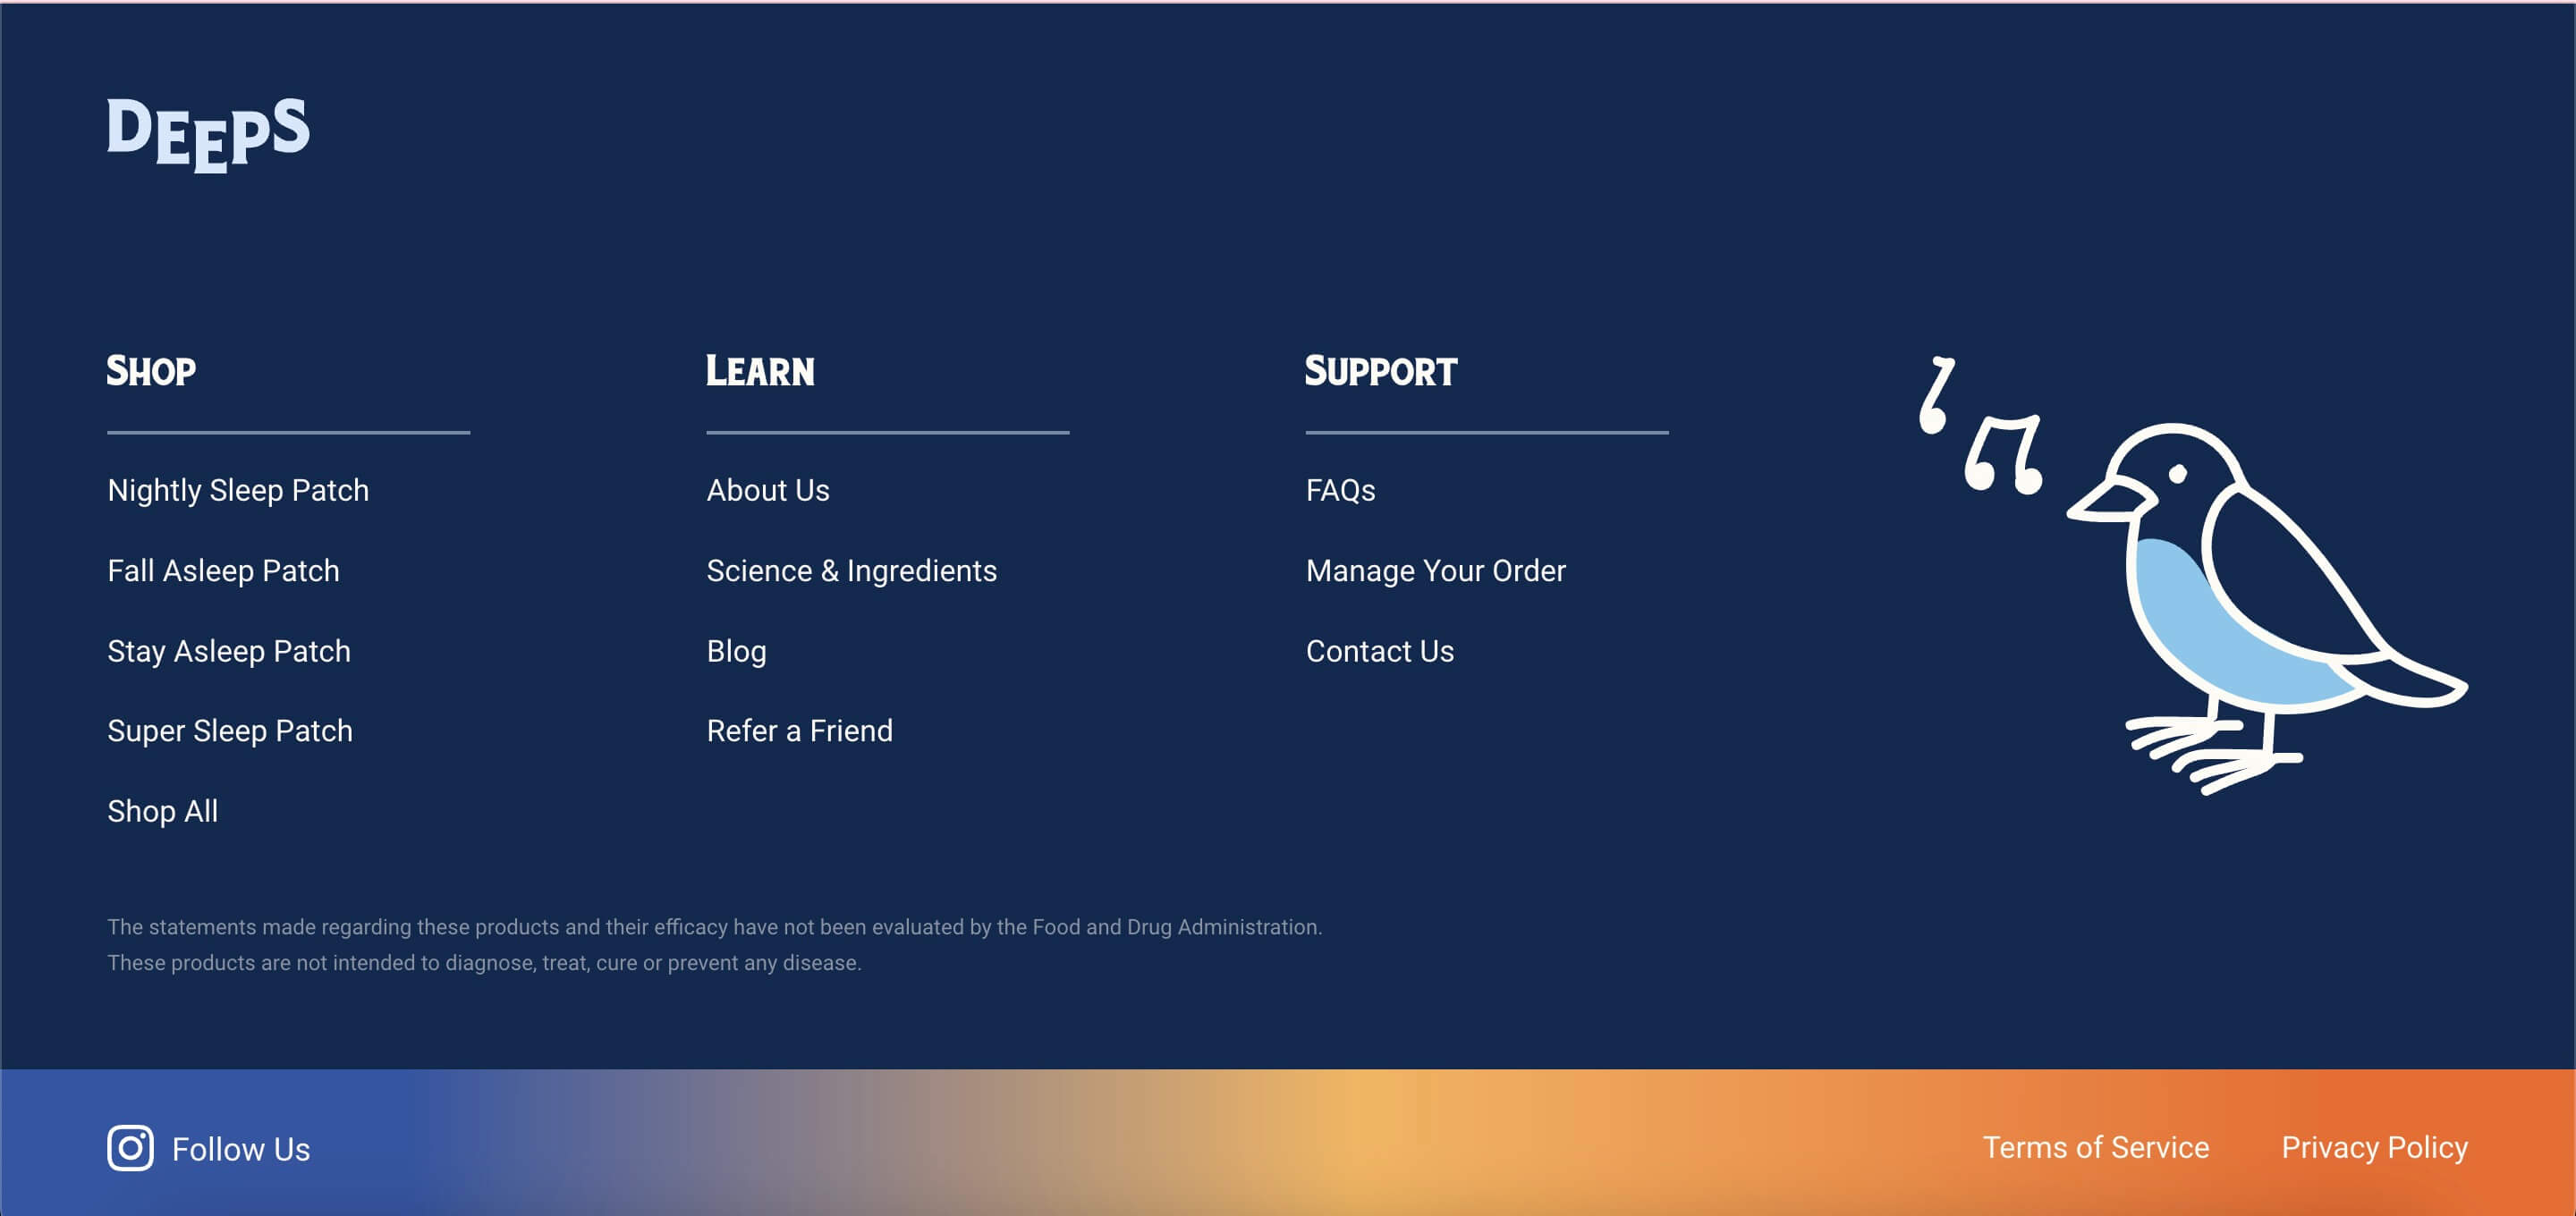 DEEPS
SHOP
Nightly Sleep Patch
Fall Asleep Patch
Stay Asleep Patch
Super Sleep Patch
Shop All
LEARN
About Us
Science & Ingredients
Blog
Refer a Friend
SUPPORT
FAQs
Manage Your Order
Contact Us
The statements made regarding these products and their efficacy have not been evaluated by the Food and Drug Administration.
These products are not intended to diagnose, treat, cure or prevent any disease.
Follow Us
Terms of Service
Privacy Policy